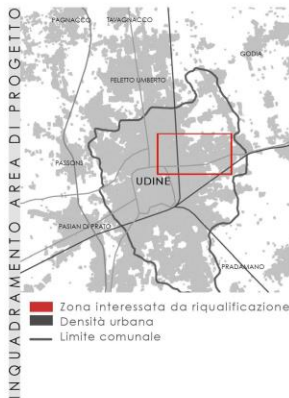 INQUADRAMENTO AREA DI PROGETTO
PAGNACCO
TAVAGNACCO
GODIA
FELETTO UMBERTO
PASSONS
UDINE
PASIAN DI PRATO
PRADAMANO
Zona interessata da riqualificazione
Densità urbana
Limite comunale